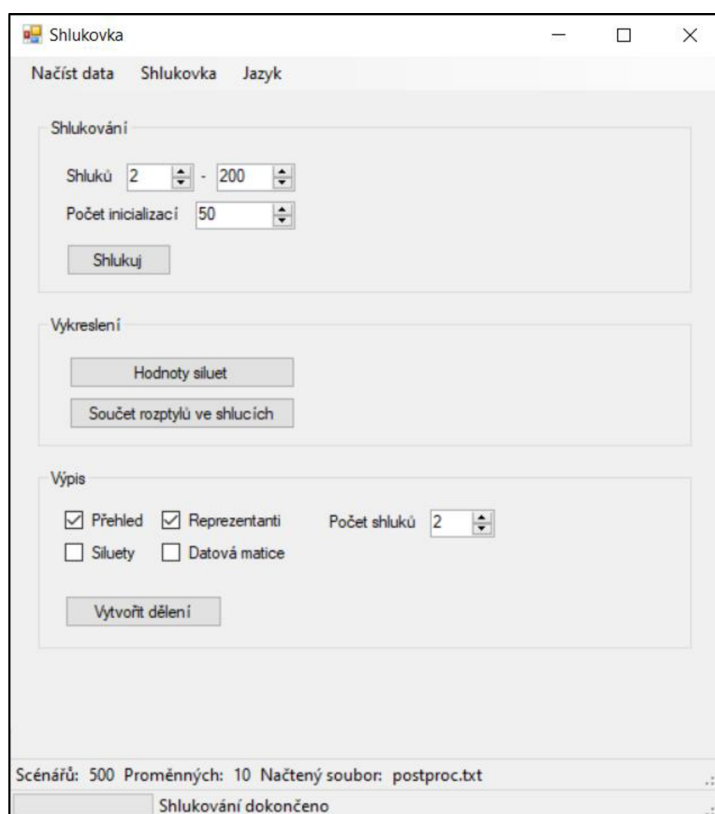 Shlukovka
Načíst data Shlukovka Jazyk
Shlukování
Shluků 2 - 200
Počet inicializací 50
Shlukuj
Vykreslení
Hodnoty siluet
Součet rozptylů ve shlucích
Výpis
Přehled Reprezentanti Počet shluků 2
Siluety Datová matice
Vytvořit dělení
Scénářů: 500 Proměnných: 10 Načtený soubor: postproc.txt
Shlukování dokončeno